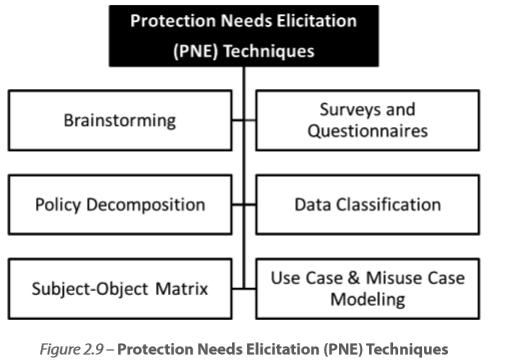 Protection Needs Elicitation
(PNE) Techniques
Brainstorming
Surveys and
Questionnaires
Policy Decomposition
Data Classification
Subject-Object Matrix
Use Case & Misuse Case
Modeling
Figure 2.9 – Protection Needs Elicitation (PNE) Techniques